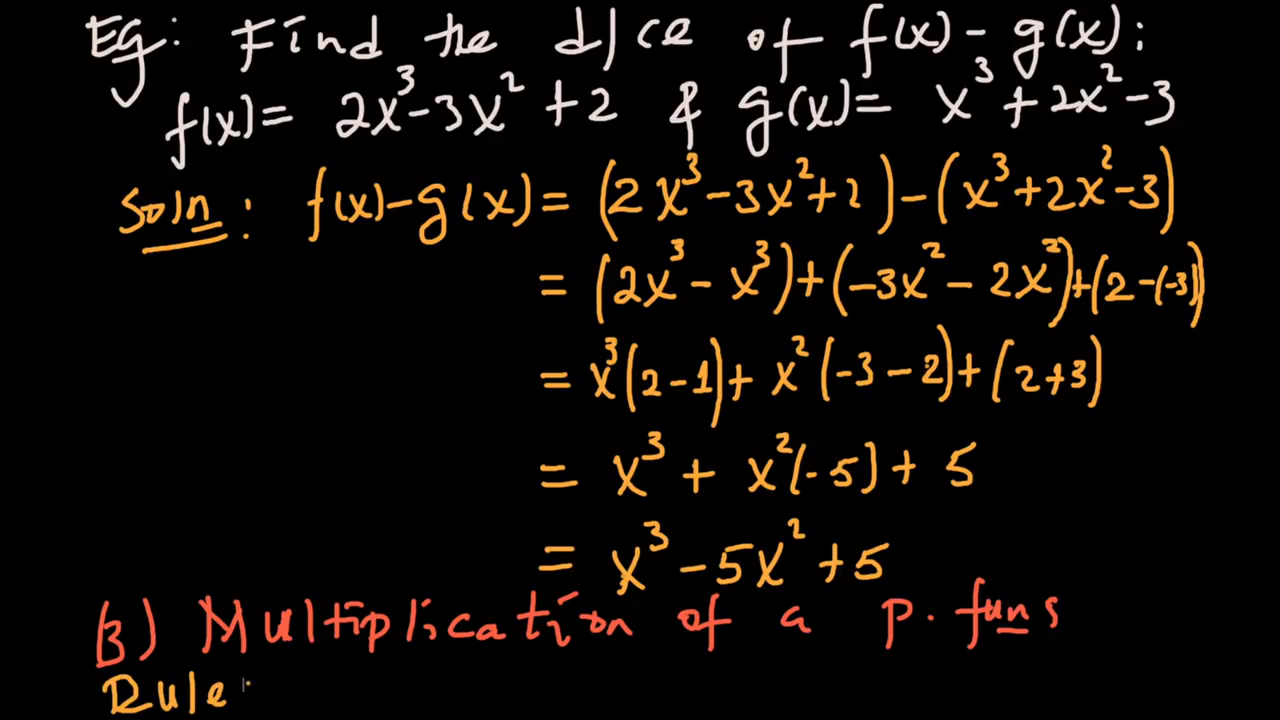 Eg: Find the d/ce of f(x) - g(x):
f(x) = 2x³ - 3x² + 2 & g(x) = x³ + 2x² - 3
Soln: f(x) - g(x) = (2x³ - 3x² + 2) - (x³ + 2x² - 3)
= (2x³ - x³) + (-3x² - 2x²) + (2 - (-3))
= x³(2 - 1) + x²(-3 - 2) + (2 + 3)
= x³ + x²(-5) + 5
= x³ - 5x² + 5
(3) Multiplication of a p. funs
Rule: